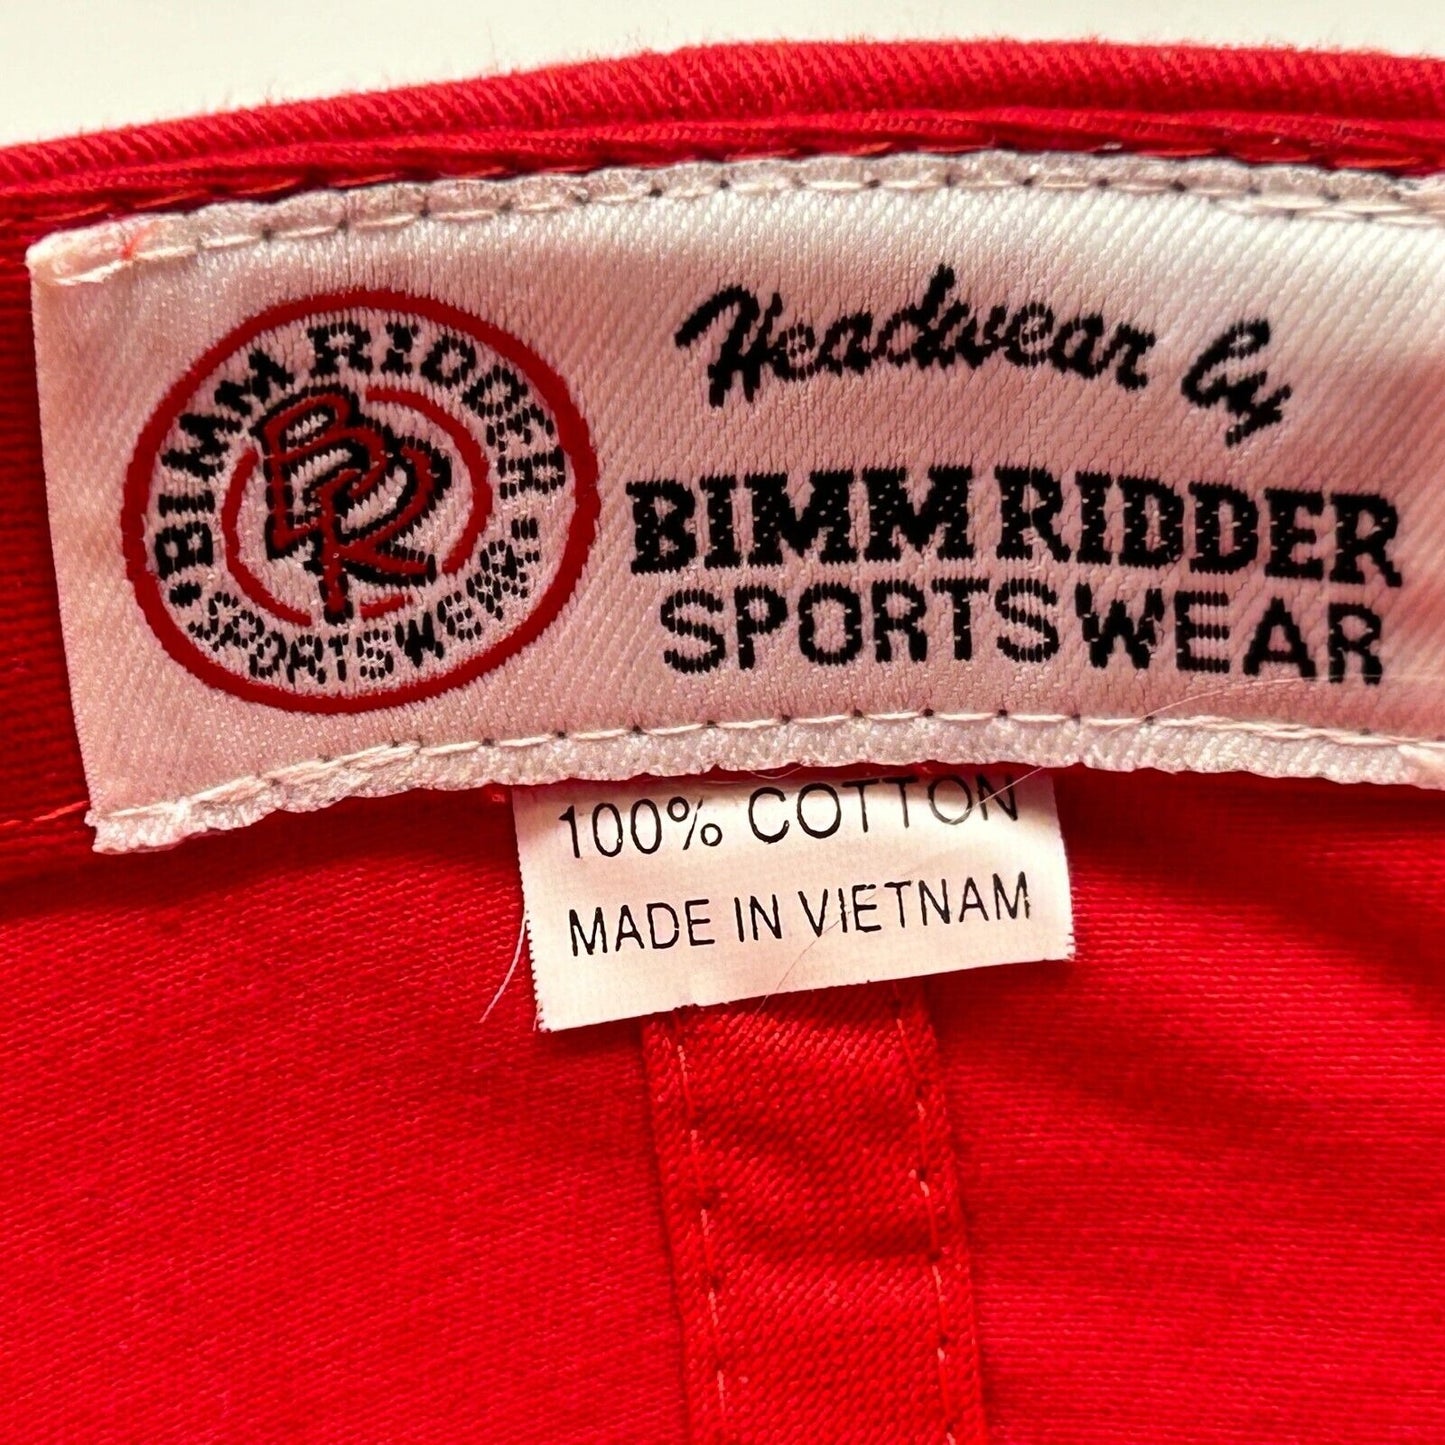 BIMM RIDDER
BR
SPORTSWEAR
Headwear by
BIMM RIDDER
SPORTSWEAR
100% COTTON
MADE IN VIETNAM